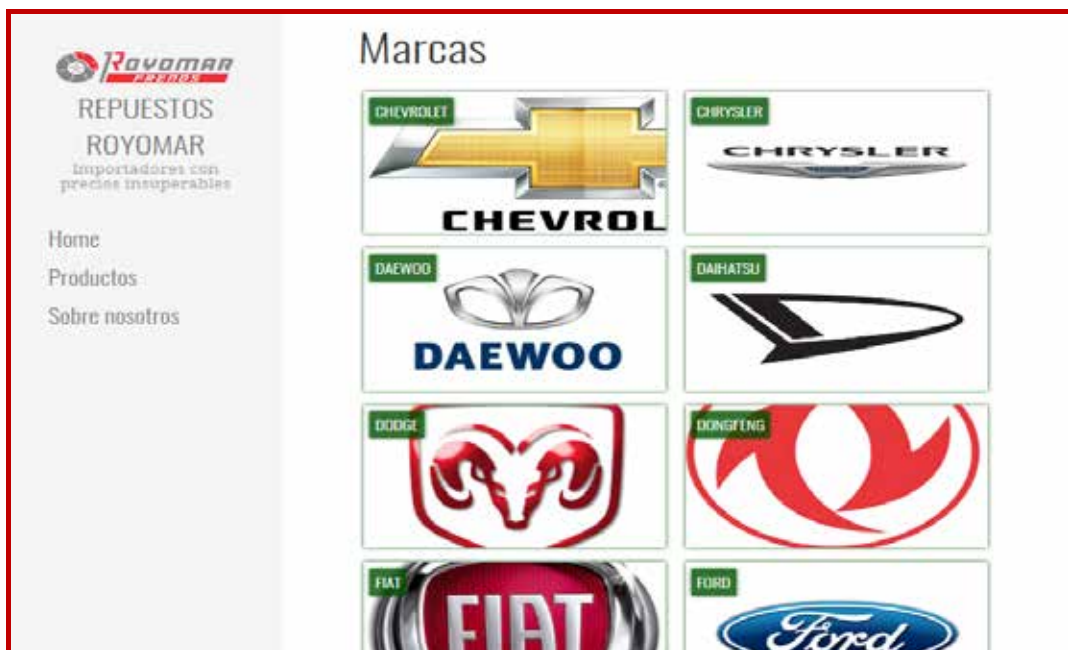 Royomar
FRENOS
REPUESTOS
ROYOMAR
Importadores con
precios insuperables
Home
Productos
Sobre nosotros
Marcas
CHEVROLET
CHEVROL
CHRYSLER
CHRYSLER
DAEWOO
DAEWOO
DAIHATSU
DODGE
DONGFENG
FIAT
FIAT
FORD
Ford